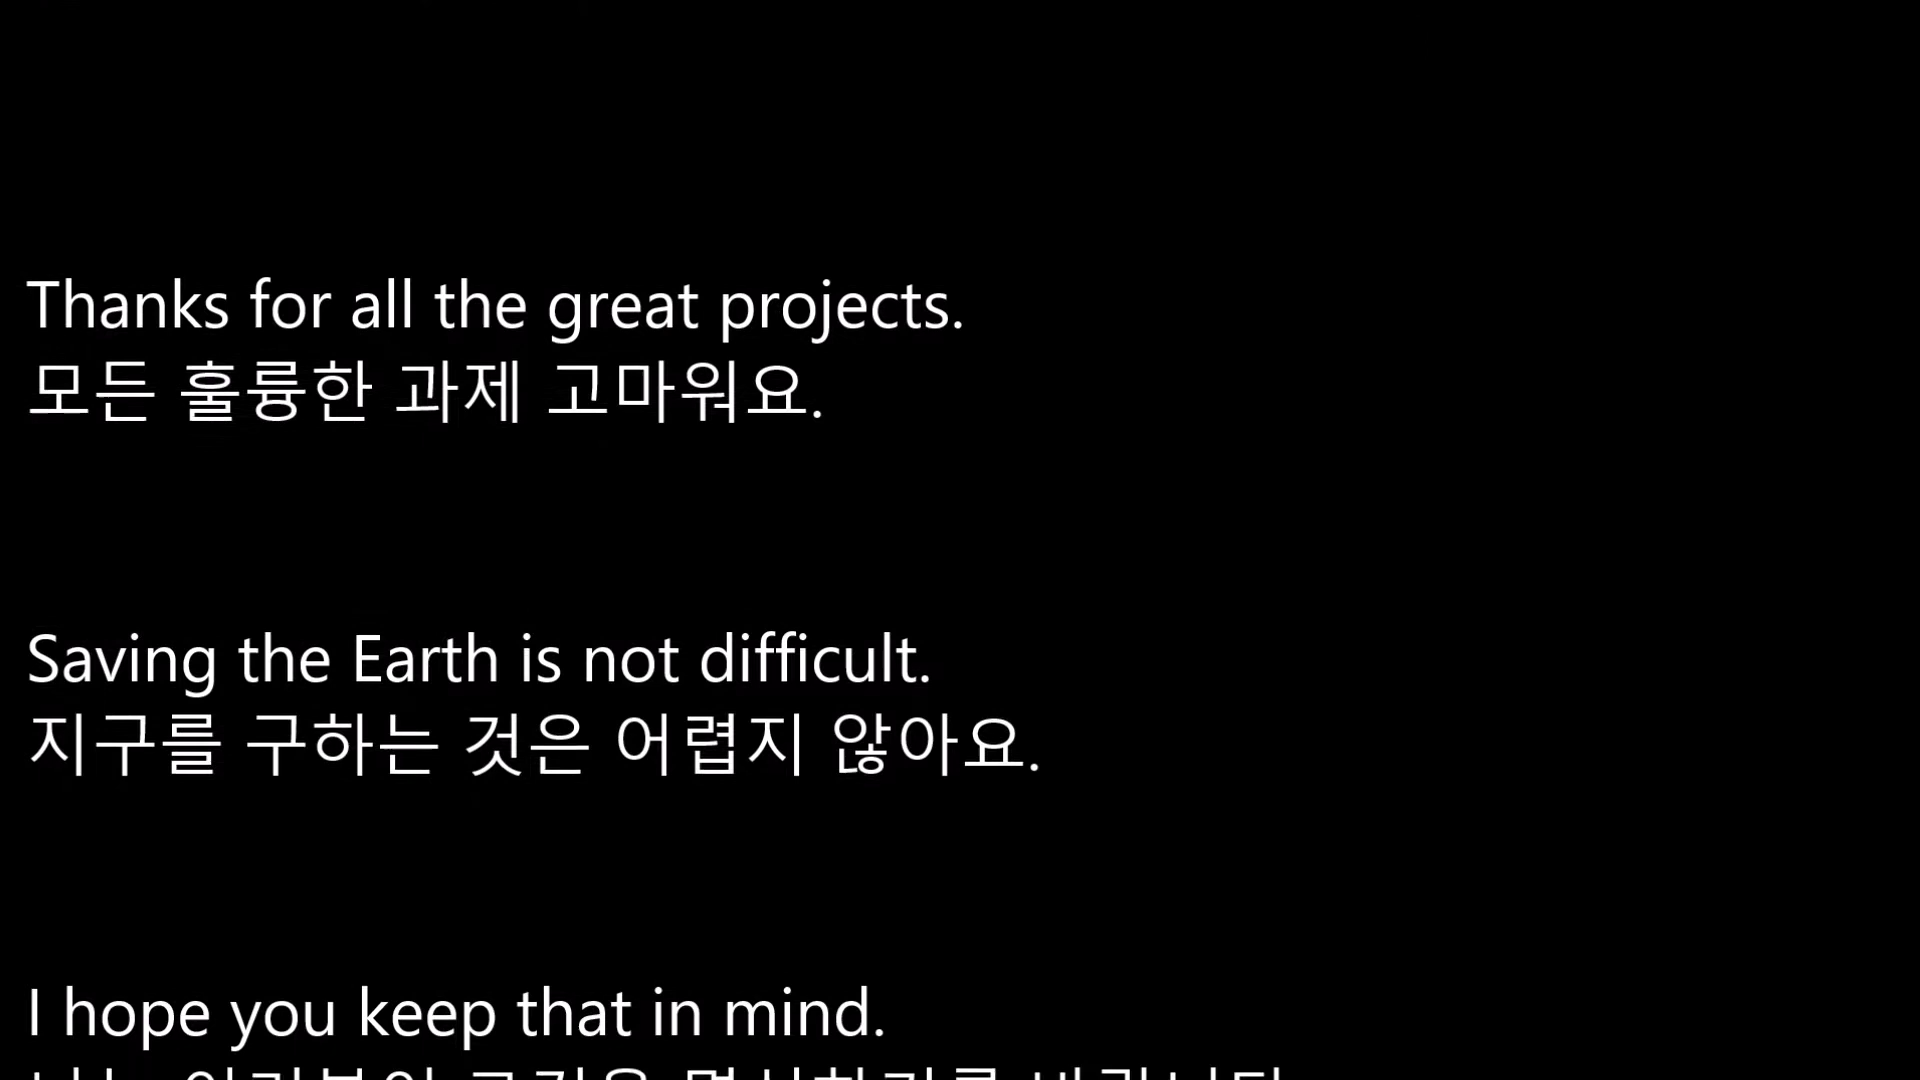 Thanks for all the great projects.
모든 훌륭한 과제 고마워요.
Saving the Earth is not difficult.
지구를 구하는 것은 어렵지 않아요.
I hope you keep that in mind.